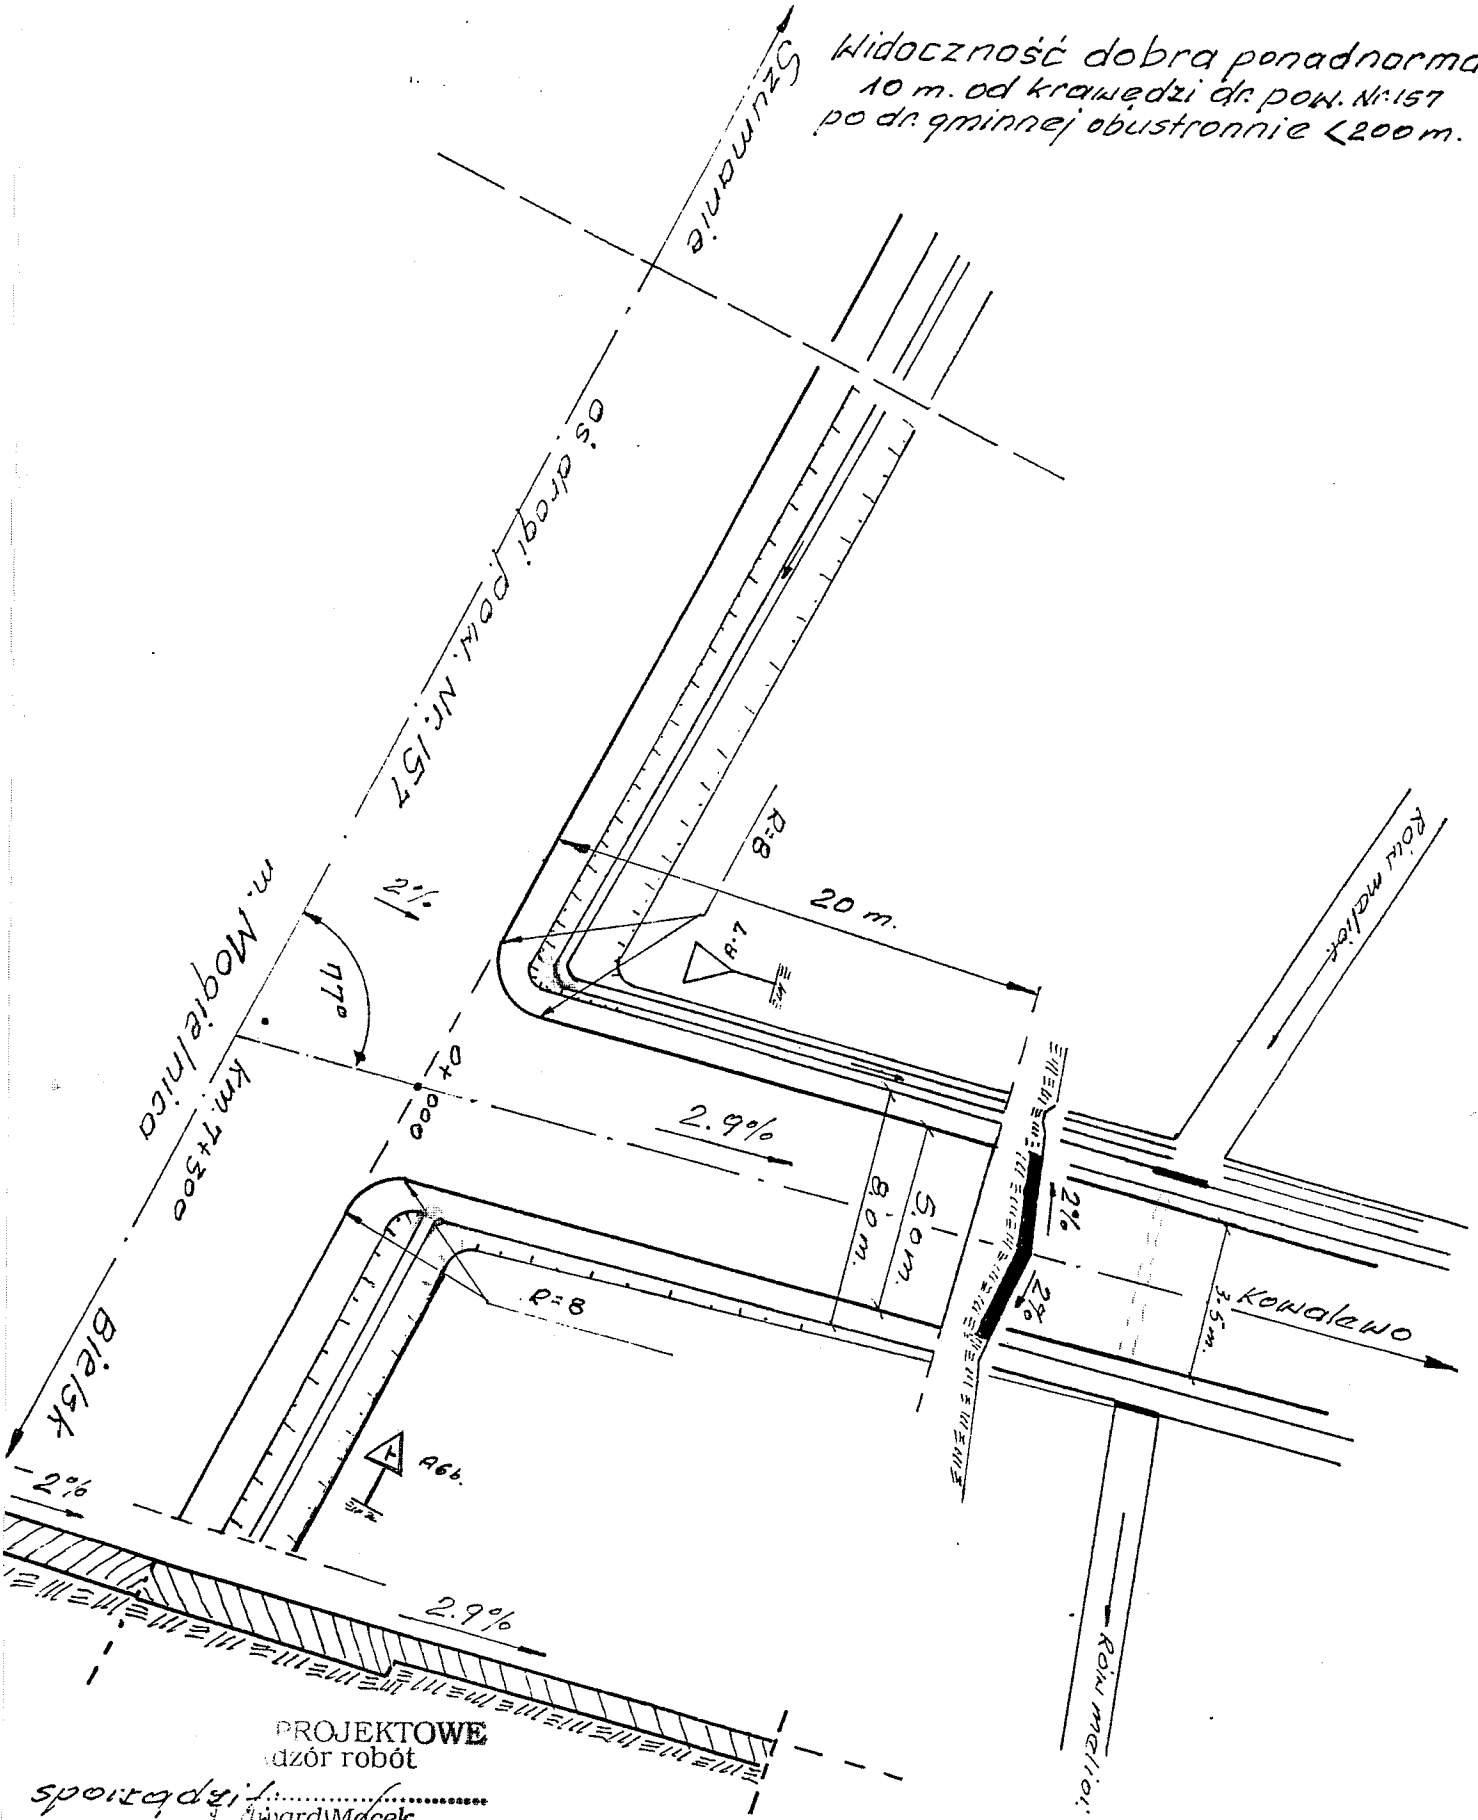 Widoczność dobra ponadnorma
10 m. od krawędzi dr. pow. Nr. 157
po dr. gminnej obustronnie <200 m.
Szumanie
oś drogi pow. Nr. 157
R=8
Rów melior.
20 m.
A-7
2%
77°
m. Mogielnica
km. 7+300
0+000
2.9%
5,0 m.
8,0 m.
2%
2%
3.5 m.
Kowalewo
R=8
Bielsk
A6b.
-2%
2.9%
Rów melior.
PROJEKTOWE
dzór robót